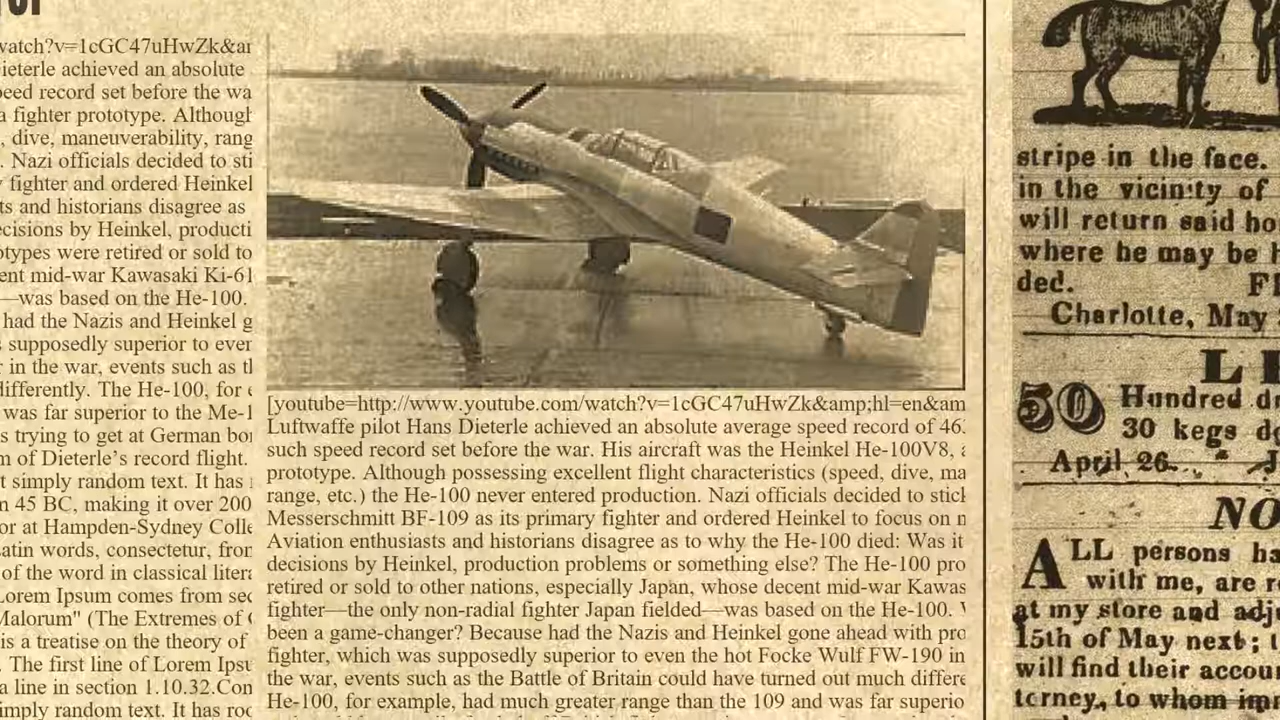 watch?v=1cGC47uHwZk&a
ieterle achieved an absolute
peed record set before the wa
a fighter prototype. Although
, dive, maneuverability, rang
. Nazi officials decided to sti
fighter and ordered Heinkel
ts and historians disagree as
ecisions by Heinkel, producti
otypes were retired or sold to
ent mid-war Kawasaki Ki-61
—was based on the He-100.
had the Nazis and Heinkel g
supposedly superior to ever
r in the war, events such as t
differently. The He-100, for
was far superior to the Me-1
s trying to get at German bo
m of Dieterle’s record flight.
t simply random text. It has
n 45 BC, making it over 200
or at Hampden-Sydney Colle
atin words, consectetur, from
of the word in classical litera
Lorem Ipsum comes from sec
Malorum" (The Extremes of
is a treatise on the theory of
. The first line of Lorem Ipsu
a line in section 1.10.32.Con
imply random text. It has roo
[youtube=http://www.youtube.com/watch?v=1cGC47uHwZk&amp;hl=en&am
Luftwaffe pilot Hans Dieterle achieved an absolute average speed record of 46
such speed record set before the war. His aircraft was the Heinkel He-100V8, a
prototype. Although possessing excellent flight characteristics (speed, dive, ma
range, etc.) the He-100 never entered production. Nazi officials decided to stick
Messerschmitt BF-109 as its primary fighter and ordered Heinkel to focus on
Aviation enthusiasts and historians disagree as to why the He-100 died: Was it
decisions by Heinkel, production problems or something else? The He-100 pro
retired or sold to other nations, especially Japan, whose decent mid-war Kawas
fighter—the only non-radial fighter Japan fielded—was based on the He-100.
been a game-changer? Because had the Nazis and Heinkel gone ahead with pro
fighter, which was supposedly superior to even the hot Focke Wulf FW-190 in
the war, events such as the Battle of Britain could have turned out much differe
He-100, for example, had much greater range than the 109 and was far superio
stripe in the face.
in the vicinity of
will return said ho
where he may be
ded. F
Charlotte, May
L
50 Hundred
30 kegs
April 26.
NO
ALL persons ha
with me, are
at my store and adj
15th of May next;
will find their accou
torney, to whom im